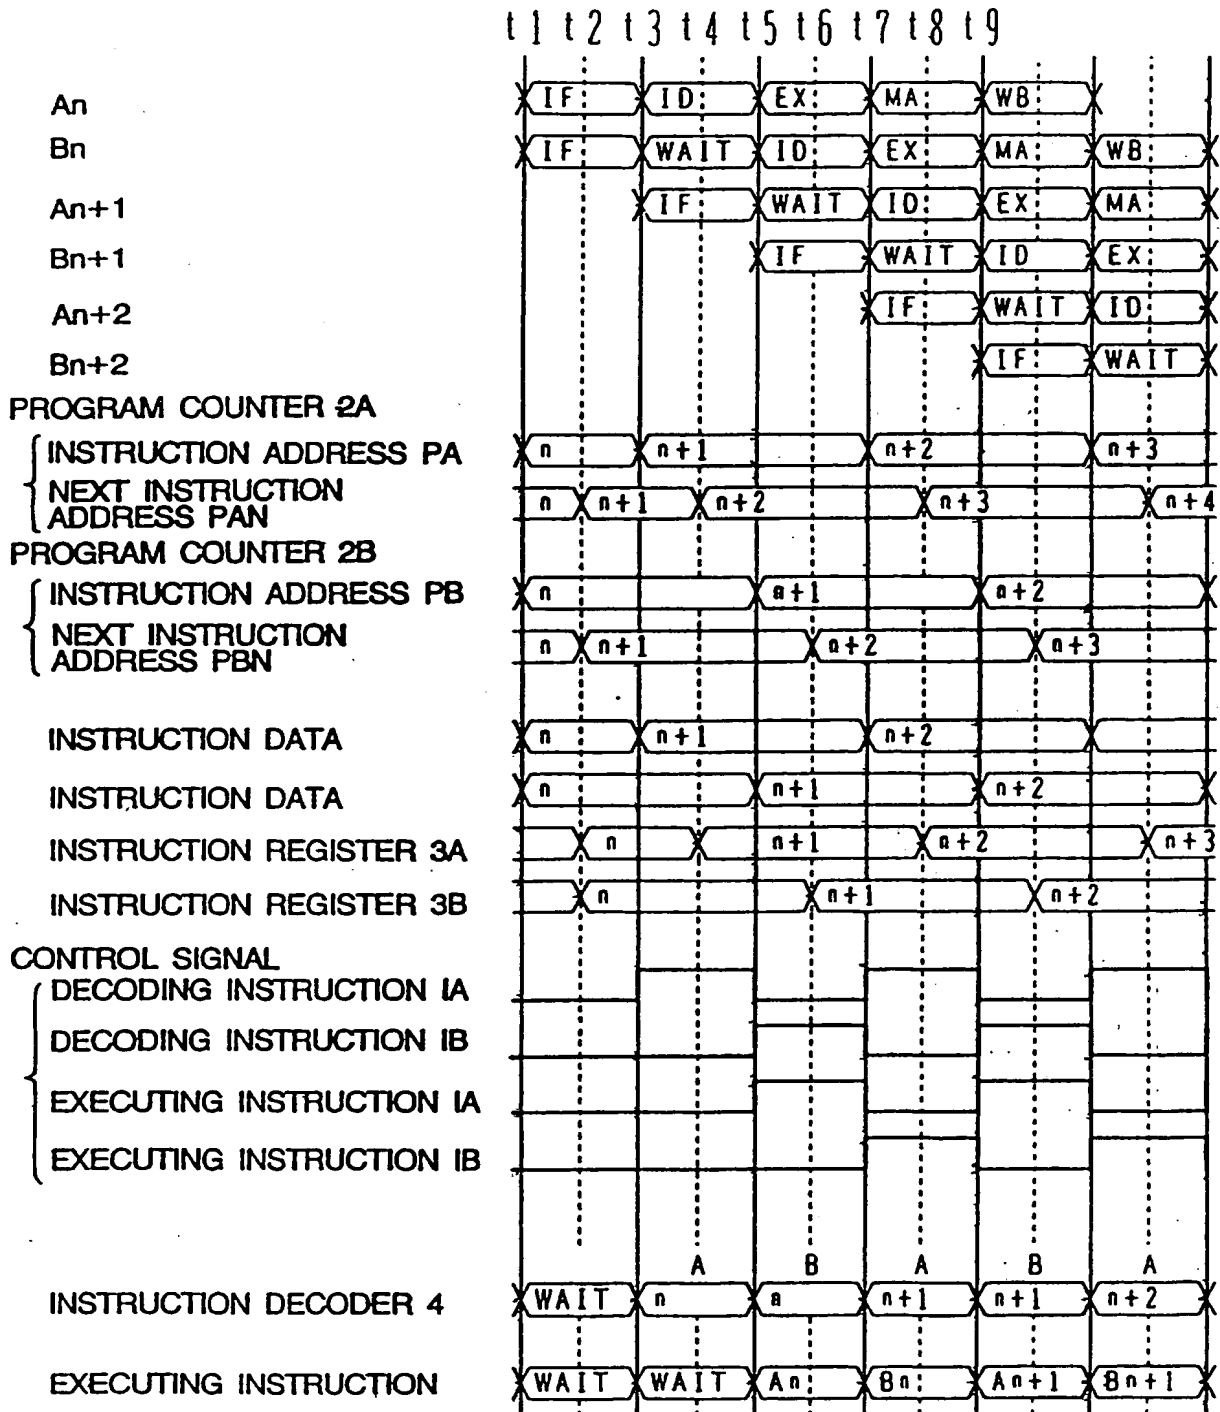 t1 t2 t3 t4 t5 t6 t7 t8 t9
An IF ID EX MA WB
Bn IF WAIT ID EX MA WB
An+1 IF WAIT ID EX MA
Bn+1 IF WAIT ID EX
An+2 IF WAIT ID
Bn+2 IF WAIT
PROGRAM COUNTER 2A
INSTRUCTION ADDRESS PA n n+1 n+2 n+3
NEXT INSTRUCTION
ADDRESS PAN n n+1 n+2 n+3 n+4
PROGRAM COUNTER 2B
INSTRUCTION ADDRESS PB n n+1 n+2
NEXT INSTRUCTION
ADDRESS PBN n n+1 n+2 n+3
INSTRUCTION DATA n n+1 n+2
INSTRUCTION DATA n n+1 n+2
INSTRUCTION REGISTER 3A n n+1 n+2 n+3
INSTRUCTION REGISTER 3B n n+1 n+2
CONTROL SIGNAL
DECODING INSTRUCTION IA
DECODING INSTRUCTION IB
EXECUTING INSTRUCTION IA
EXECUTING INSTRUCTION IB
A B A B A
INSTRUCTION DECODER 4 WAIT n n n+1 n+1 n+2
EXECUTING INSTRUCTION WAIT WAIT An Bn An+1 Bn+1